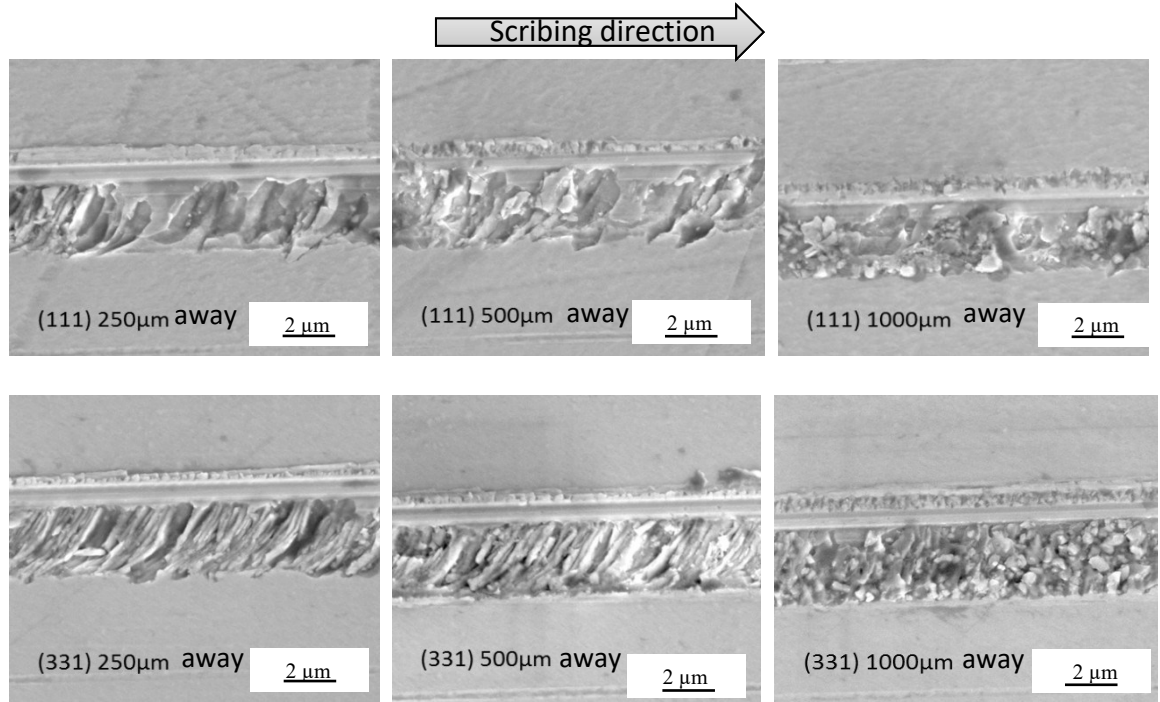 Scribing direction
(111) 250µm away
2 µm
(111) 500µm away
2 µm
(111) 1000µm away
2 µm
(331) 250µm away
2 µm
(331) 500µm away
2 µm
(331) 1000µm away
2 µm